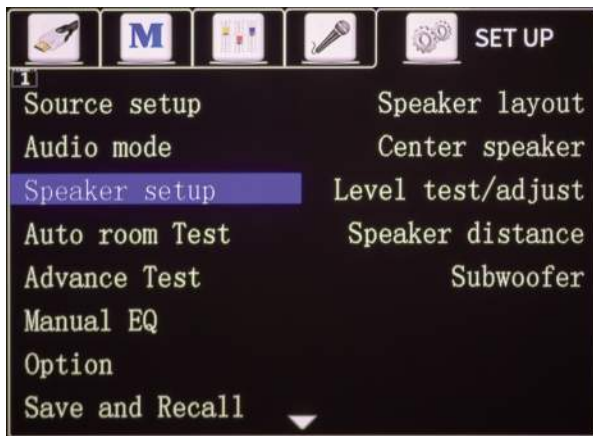 M
SET UP
1
Source setup
Audio mode
Speaker setup
Auto room Test
Advance Test
Manual EQ
Option
Save and Recall
Speaker layout
Center speaker
Level test/adjust
Speaker distance
Subwoofer